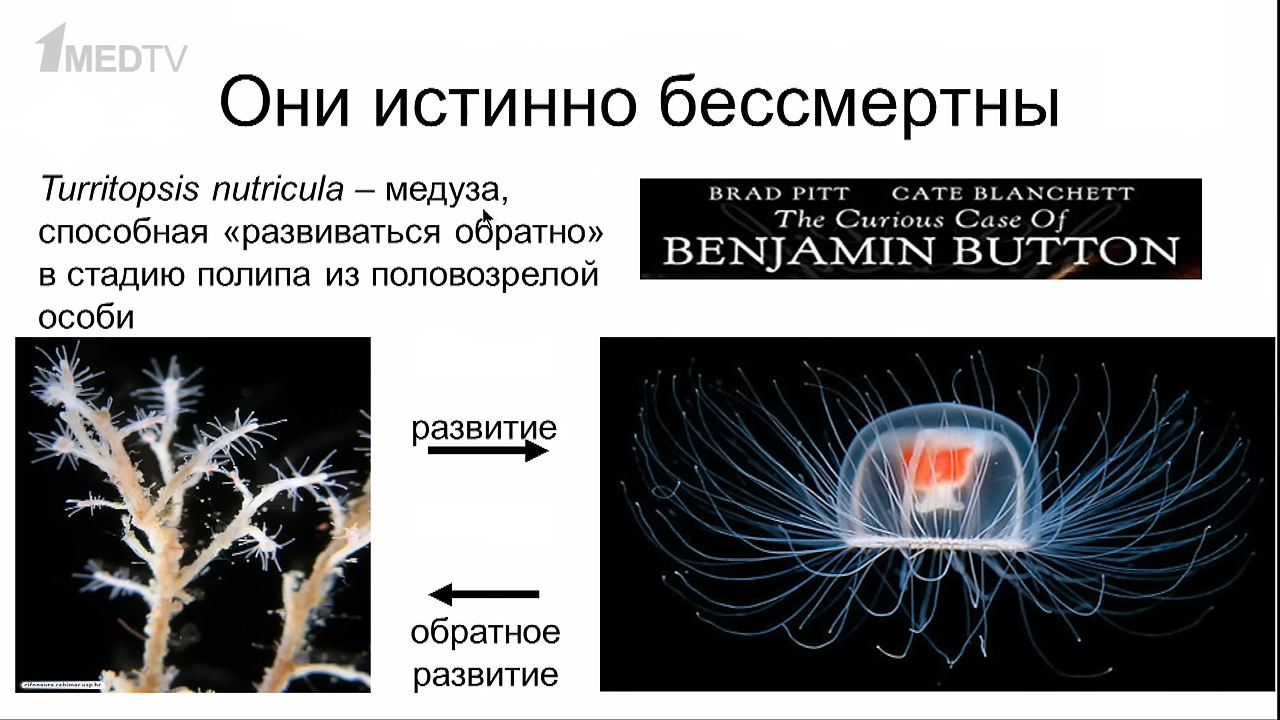 1MEDTV
Они истинно бессмертны
Turritopsis nutricula – медуза,
способная «развиваться обратно»
в стадию полипа из половозрелой
особи
BRAD PITT CATE BLANCHETT
The Curious Case Of
BENJAMIN BUTTON
развитие
обратное
развитие